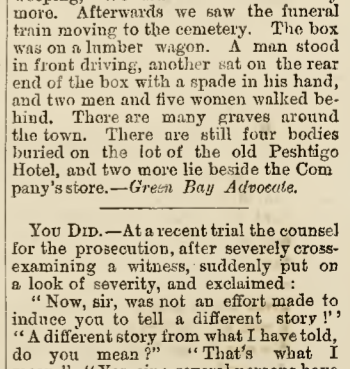 more. Afterwards we saw the funeral
train moving to the cemetery. The box
was on a lumber wagon. A man stood
in front driving, another sat on the rear
end of the box with a spade in his hand,
and two men and five women walked be-
hind. There are many graves around
the town. There are still four bodies
buried on the lot of the old Peshtigo
Hotel, and two more lie beside the Com
pany's store.—Green Bay Advocate.
YOU DID.—At a recent trial the counsel
for the prosecution, after severely cross-
examining a witness, suddenly put on
a look of severity, and exclaimed :
"Now, sir, was not an effort made to
induce you to tell a different story !"
"A different story from what I have told,
do you mean?" "That's what I